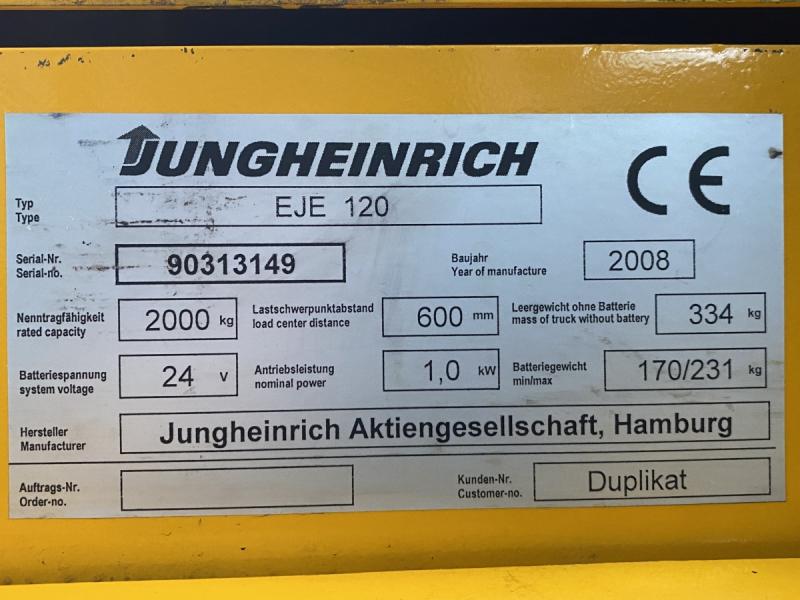 JUNGHEINRICH
CE
Typ
Type
EJE 120
Serial-Nr.
Serial-no.
90313149
Baujahr
Year of manufacture
2008
Nenntragfähigkeit
rated capacity
2000 kg
Lastschwerpunktabstand
load center distance
600 mm
Leergewicht ohne Batterie
mass of truck without battery
334 kg
Batteriespannung
system voltage
24 V
Antriebsleistung
nominal power
1,0 kW
Batteriegewicht
min/max
170/231 kg
Hersteller
Manufacturer
Jungheinrich Aktiengesellschaft, Hamburg
Auftrags-Nr.
Order-no.
Kunden-Nr.
Customer-no.
Duplikat